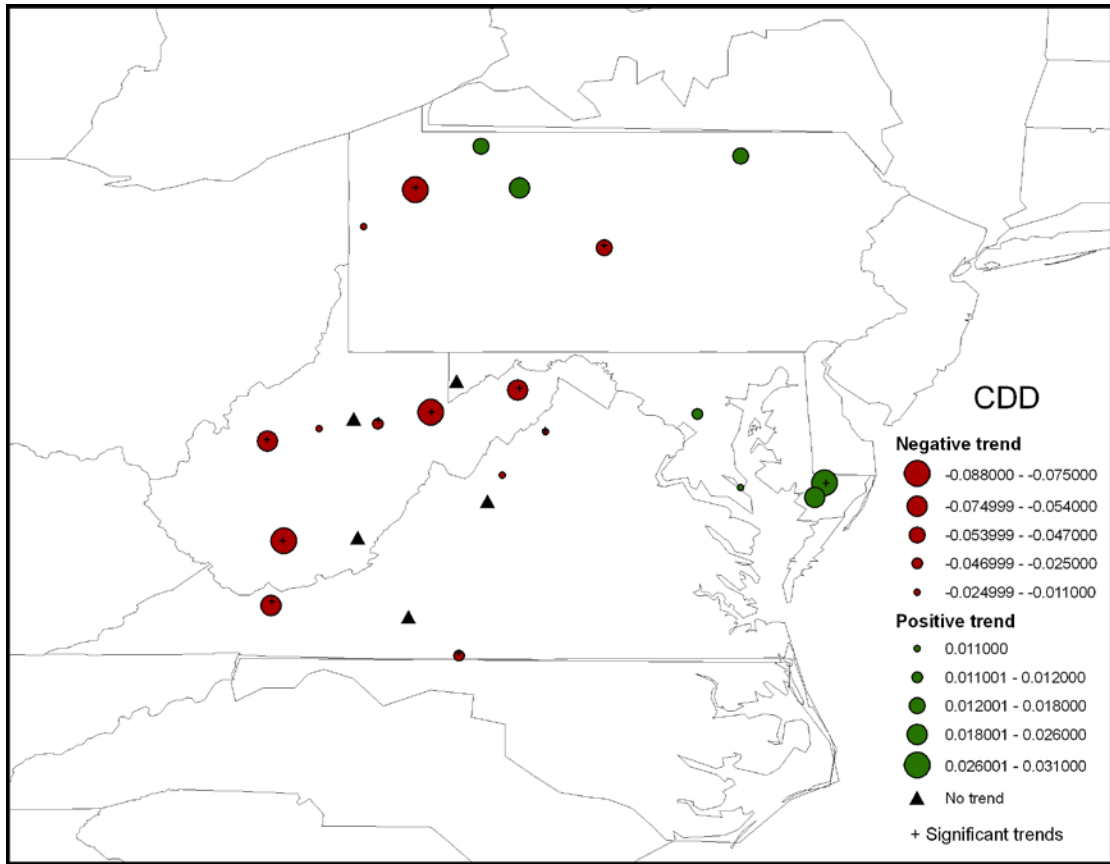 CDD
Negative trend
-0.088000 - -0.075000
-0.074999 - -0.054000
-0.053999 - -0.047000
-0.046999 - -0.025000
-0.024999 - -0.011000
Positive trend
0.011000
0.011001 - 0.012000
0.012001 - 0.018000
0.018001 - 0.026000
0.026001 - 0.031000
No trend
+ Significant trends